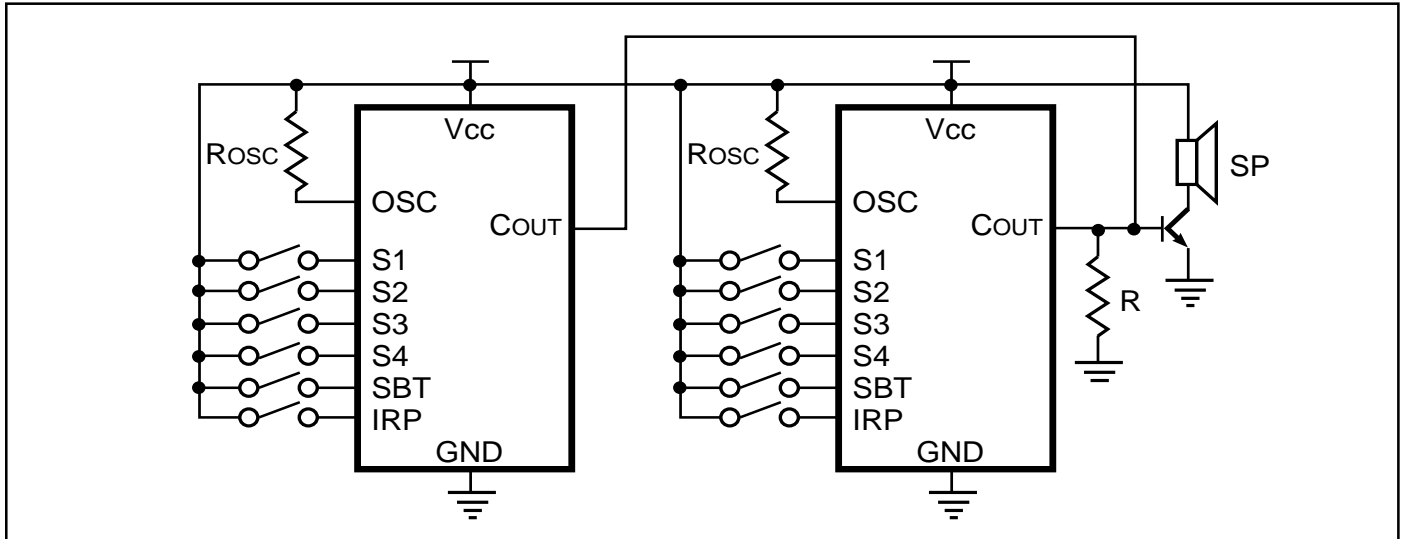 Vcc
ROSC
OSC
COUT
S1
S2
S3
S4
SBT
IRP
GND
Vcc
ROSC
OSC
COUT
S1
S2
S3
S4
SBT
IRP
GND
SP
R